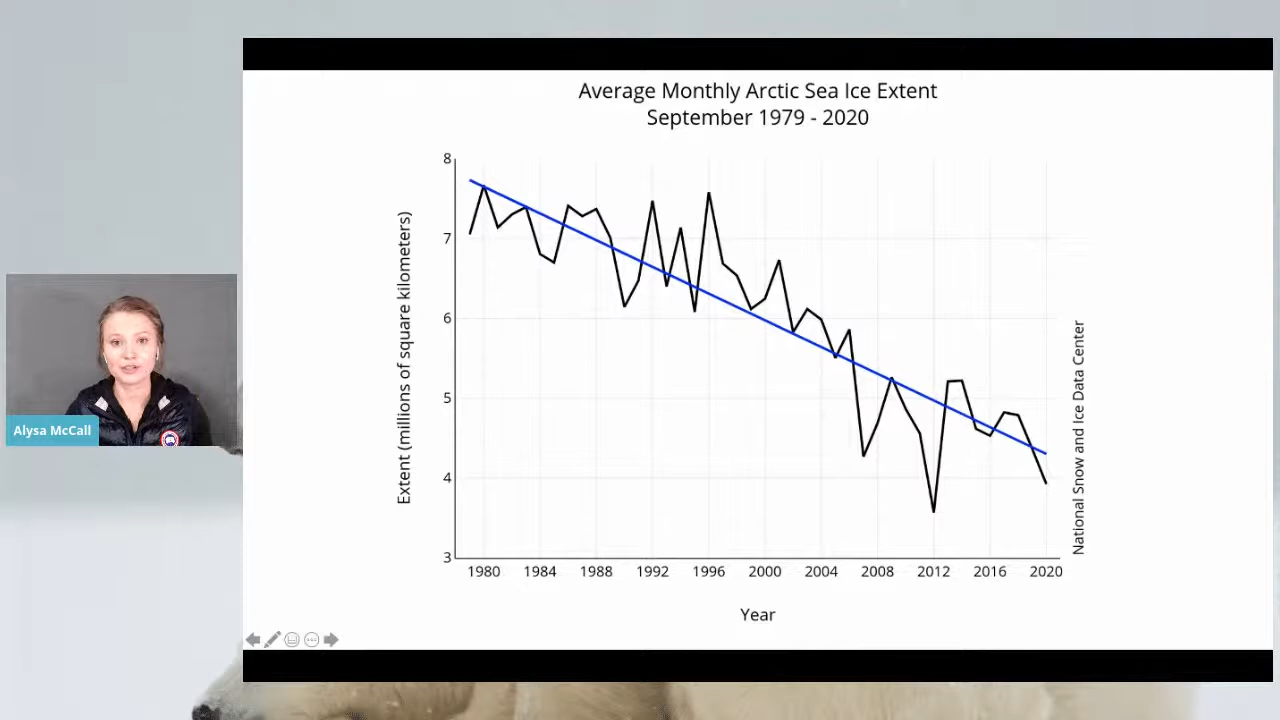 Average Monthly Arctic Sea Ice Extent
September 1979 - 2020
Extent (millions of square kilometers)
8
7
6
5
4
3
1980 1984 1988 1992 1996 2000 2004 2008 2012 2016 2020
Year
National Snow and Ice Data Center
Alysa McCall